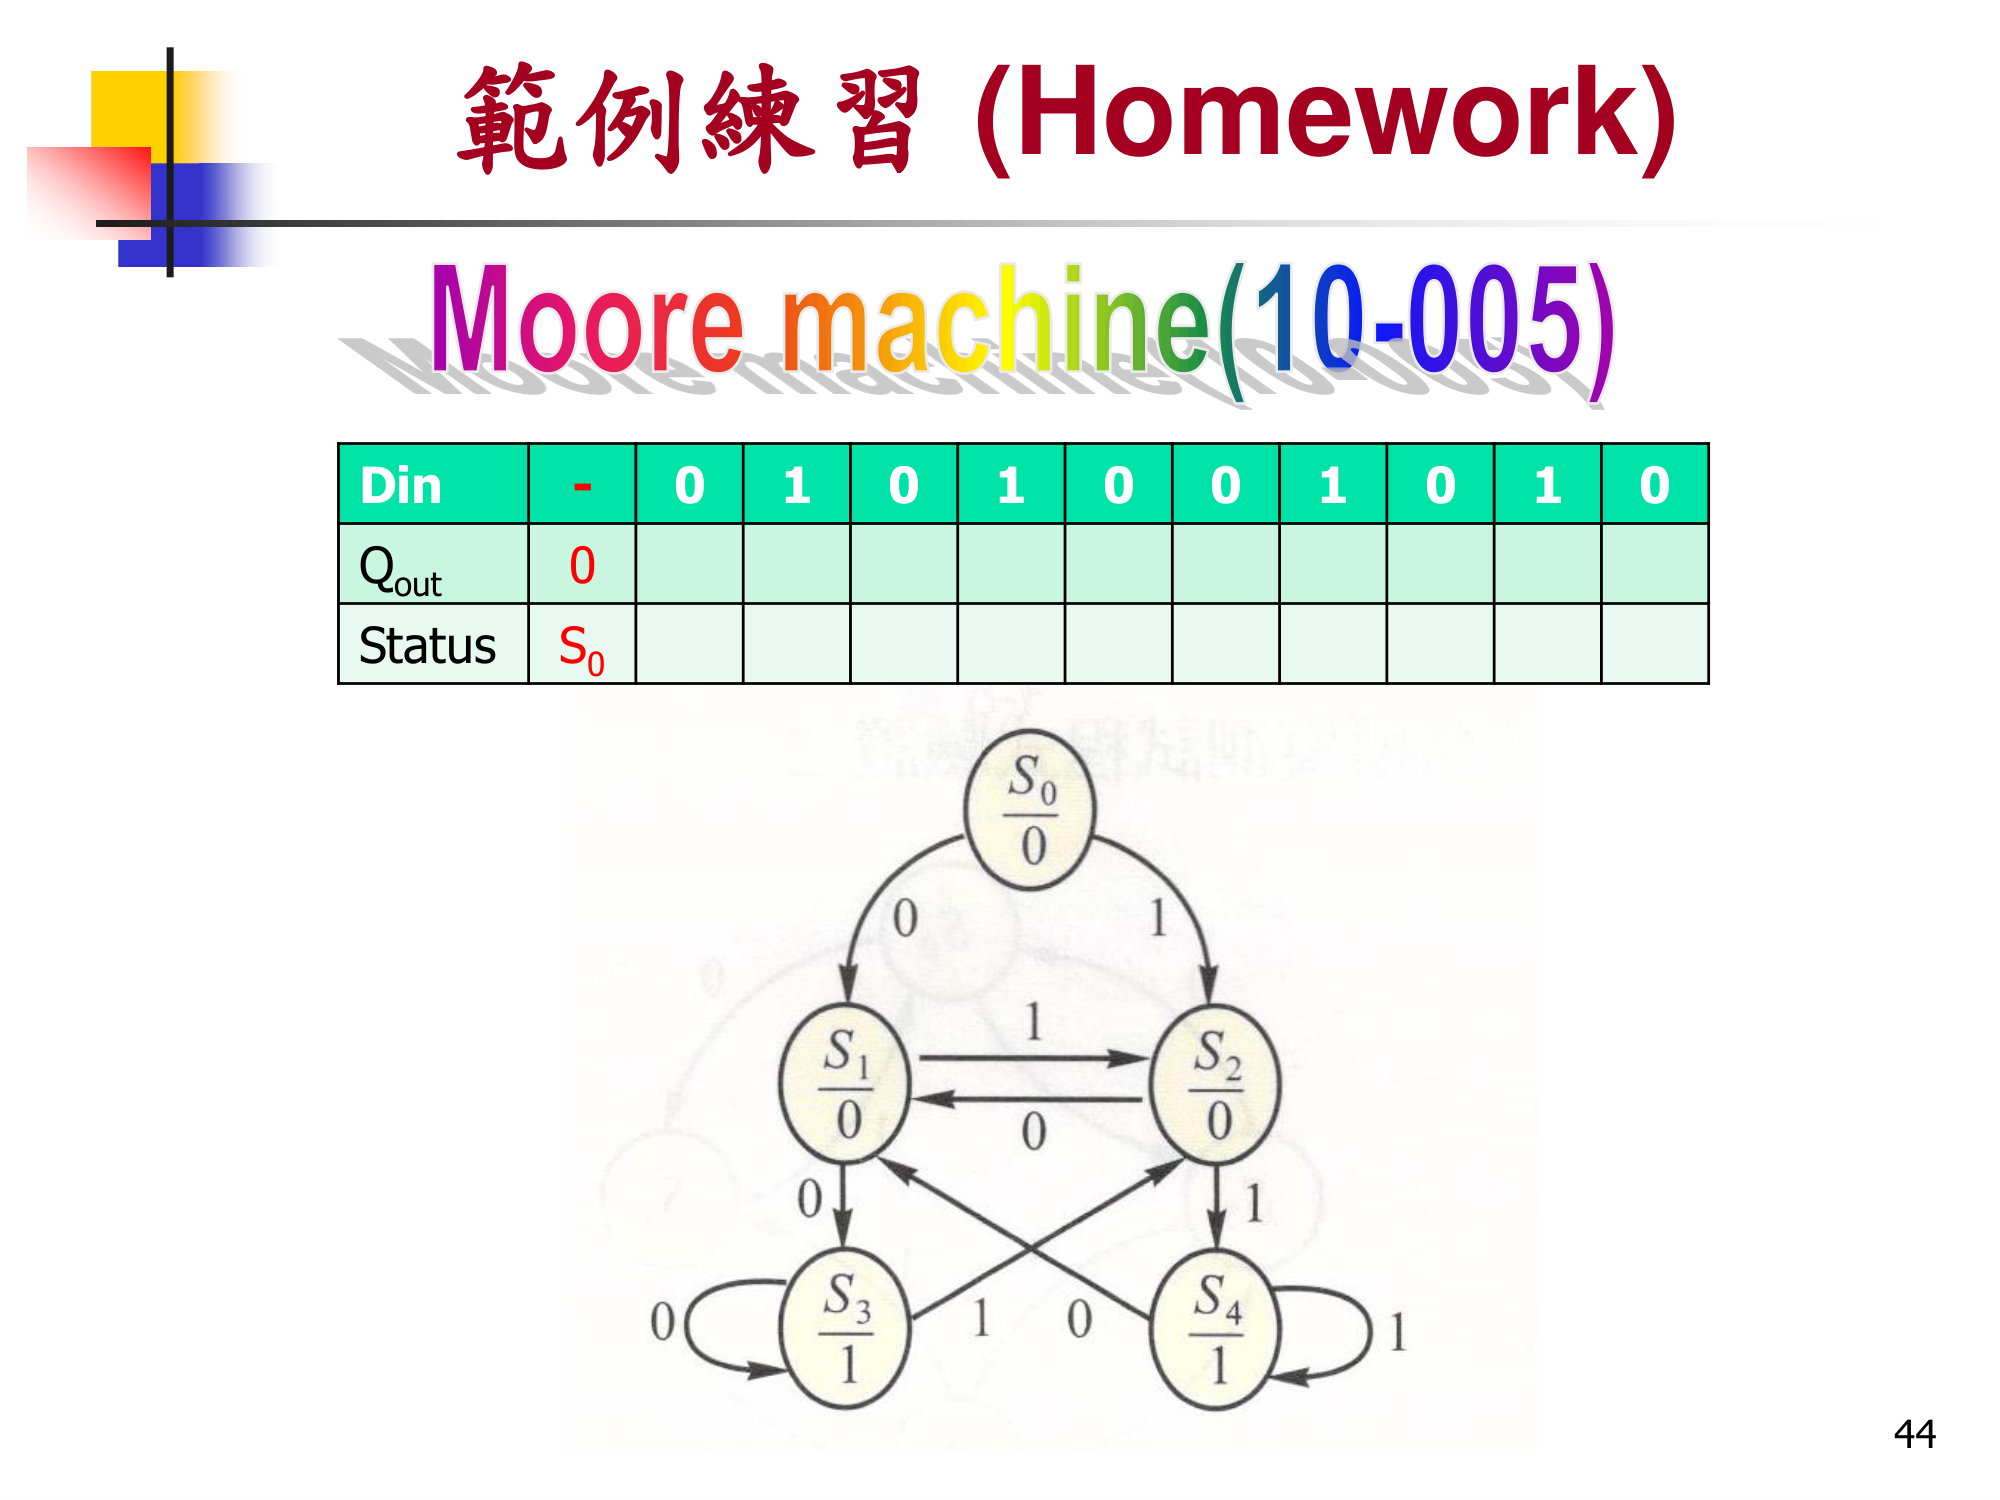 範例練習 (Homework)
Moore machine(10-005)
Din - 0 1 0 1 0 0 1 0 1 0
Qout 0
Status S0
S0
0
0 1
1
S1
0
S2
0
0
0 1
S3
1
S4
1
0 1 0 1
44